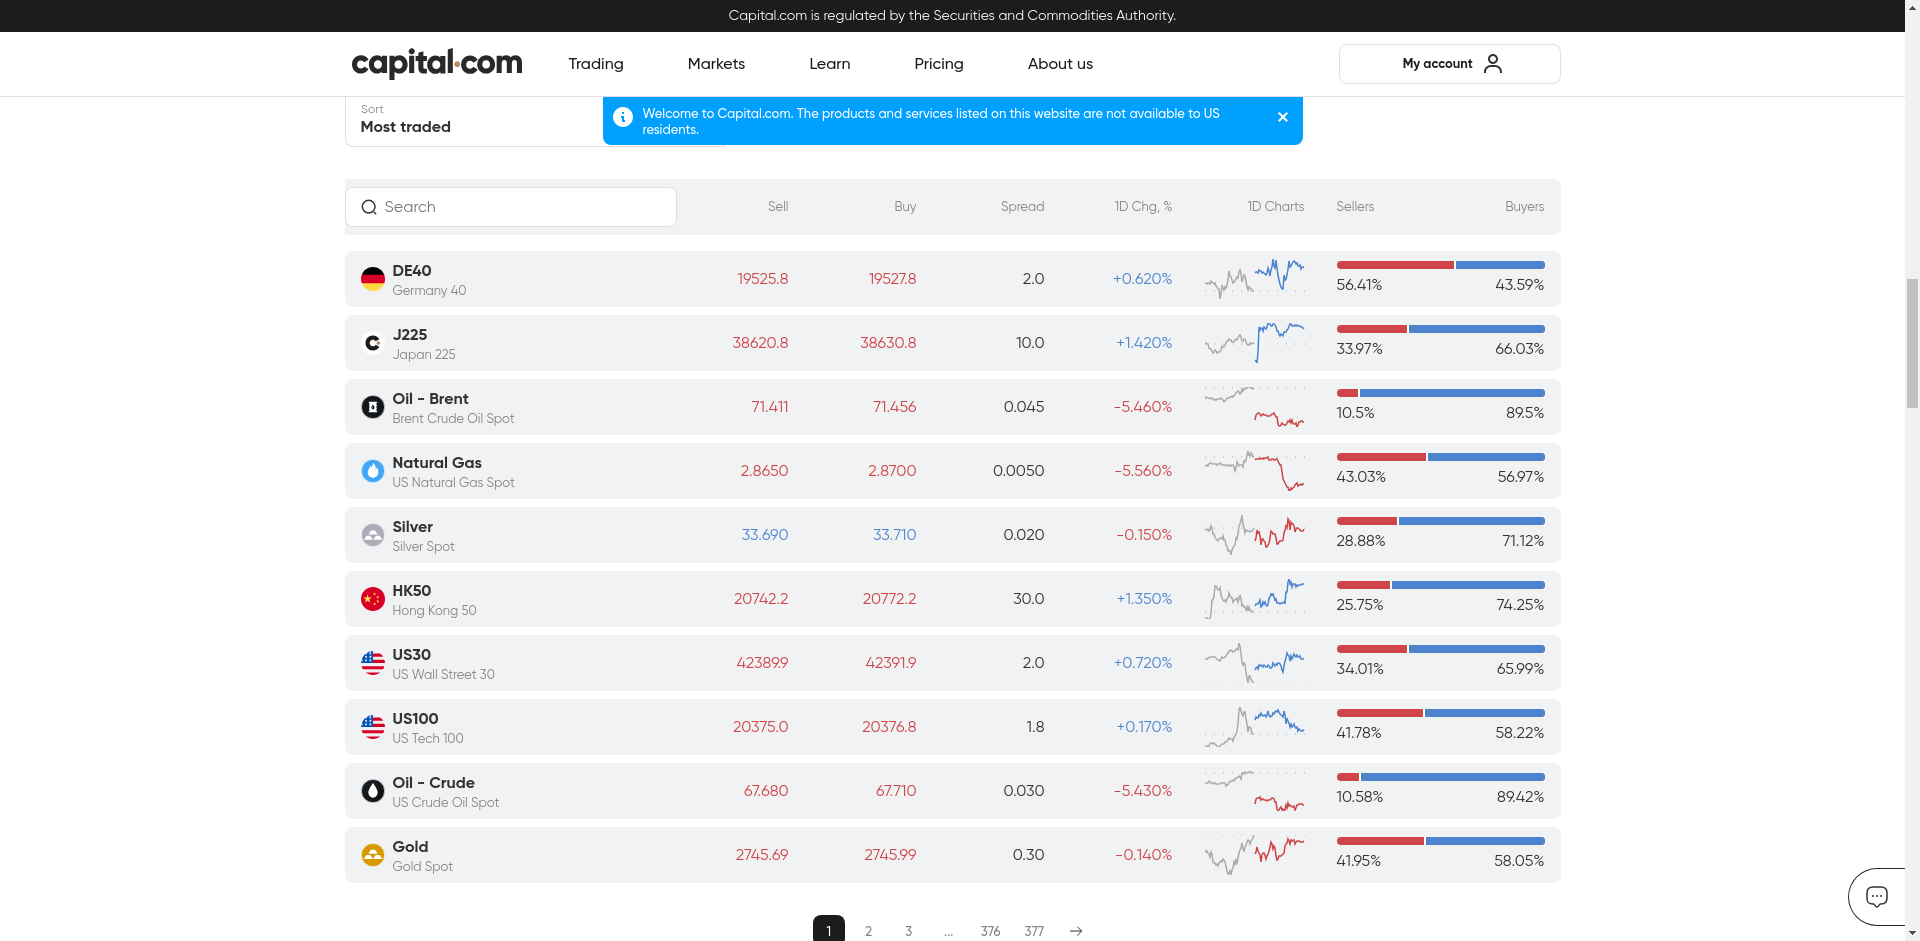 Capital.com is regulated by the Securities and Commodities Authority.
capital.com
Trading
Markets
Learn
Pricing
About us
My account
Sort
Most traded
Welcome to Capital.com. The products and services listed on this website are not available to US
residents.
Search Sell Buy Spread 1D Chg, % 1D Charts Sellers Buyers
DE40
Germany 40
19525.8 19527.8 2.0 +0.620%
56.41% 43.59%
J225
Japan 225
38620.8 38630.8 10.0 +1.420%
33.97% 66.03%
Oil - Brent
Brent Crude Oil Spot
71.411 71.456 0.045 -5.460%
10.5% 89.5%
Natural Gas
US Natural Gas Spot
2.8650 2.8700 0.0050 -5.560%
43.03% 56.97%
Silver
Silver Spot
33.690 33.710 0.020 -0.150%
28.88% 71.12%
HK50
Hong Kong 50
20742.2 20772.2 30.0 +1.350%
25.75% 74.25%
US30
US Wall Street 30
42389.9 42391.9 2.0 +0.720%
34.01% 65.99%
US100
US Tech 100
20375.0 20376.8 1.8 +0.170%
41.78% 58.22%
Oil - Crude
US Crude Oil Spot
67.680 67.710 0.030 -5.430%
10.58% 89.42%
Gold
Gold Spot
2745.69 2745.99 0.30 -0.140%
41.95% 58.05%
1 2 3 ... 376 377